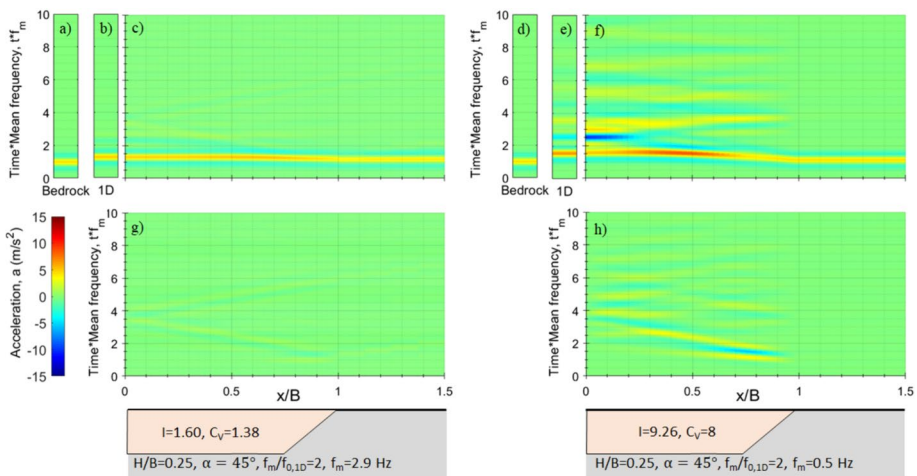 a)
b)
c)
d)
e)
f)
Time*Mean frequency, t*f_m
10
8
6
4
2
0
Bedrock
1D
Time*Mean frequency, t*f_m
10
8
6
4
2
0
Bedrock
1D
Acceleration, a (m/s²)
15
10
5
0
-5
-10
-15
g)
Time*Mean frequency, t*f_m
10
8
6
4
2
0
0
0.5
1
1.5
x/B
h)
Time*Mean frequency, t*f_m
10
8
6
4
2
0
0
0.5
1
1.5
x/B
I=1.60, C_V=1.38
H/B=0.25, α = 45°, f_m/f_0,1D=2, f_m=2.9 Hz
I=9.26, C_V=8
H/B=0.25, α = 45°, f_m/f_0,1D=2, f_m=0.5 Hz